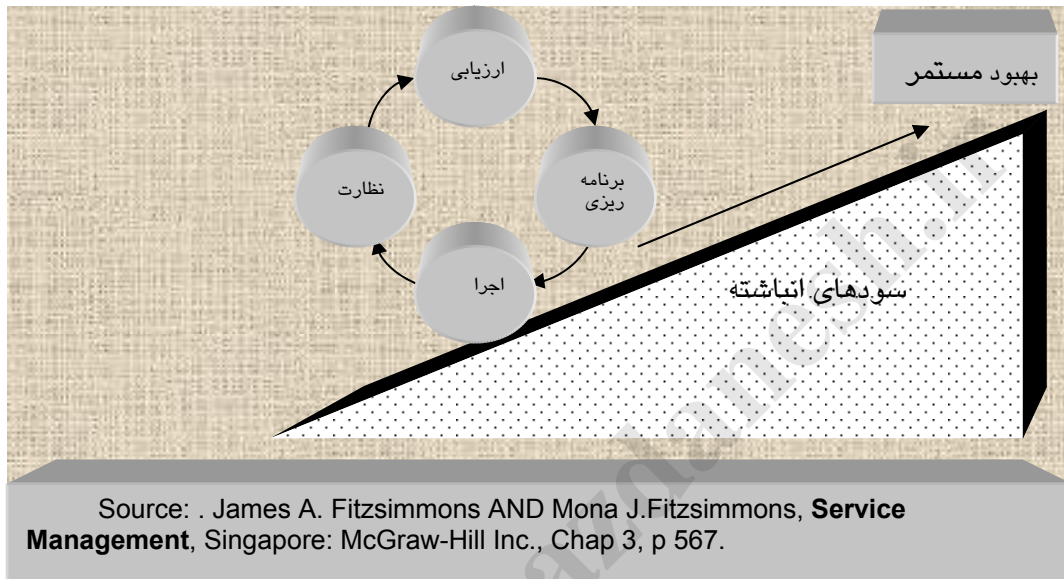 ارزیابی
بهبود مستمر
نظارت
برنامه
ریزی
اجرا
سودهای انباشته
Source: . James A. Fitzsimmons AND Mona J.Fitzsimmons, Service
Management, Singapore: McGraw-Hill Inc., Chap 3, p 567.